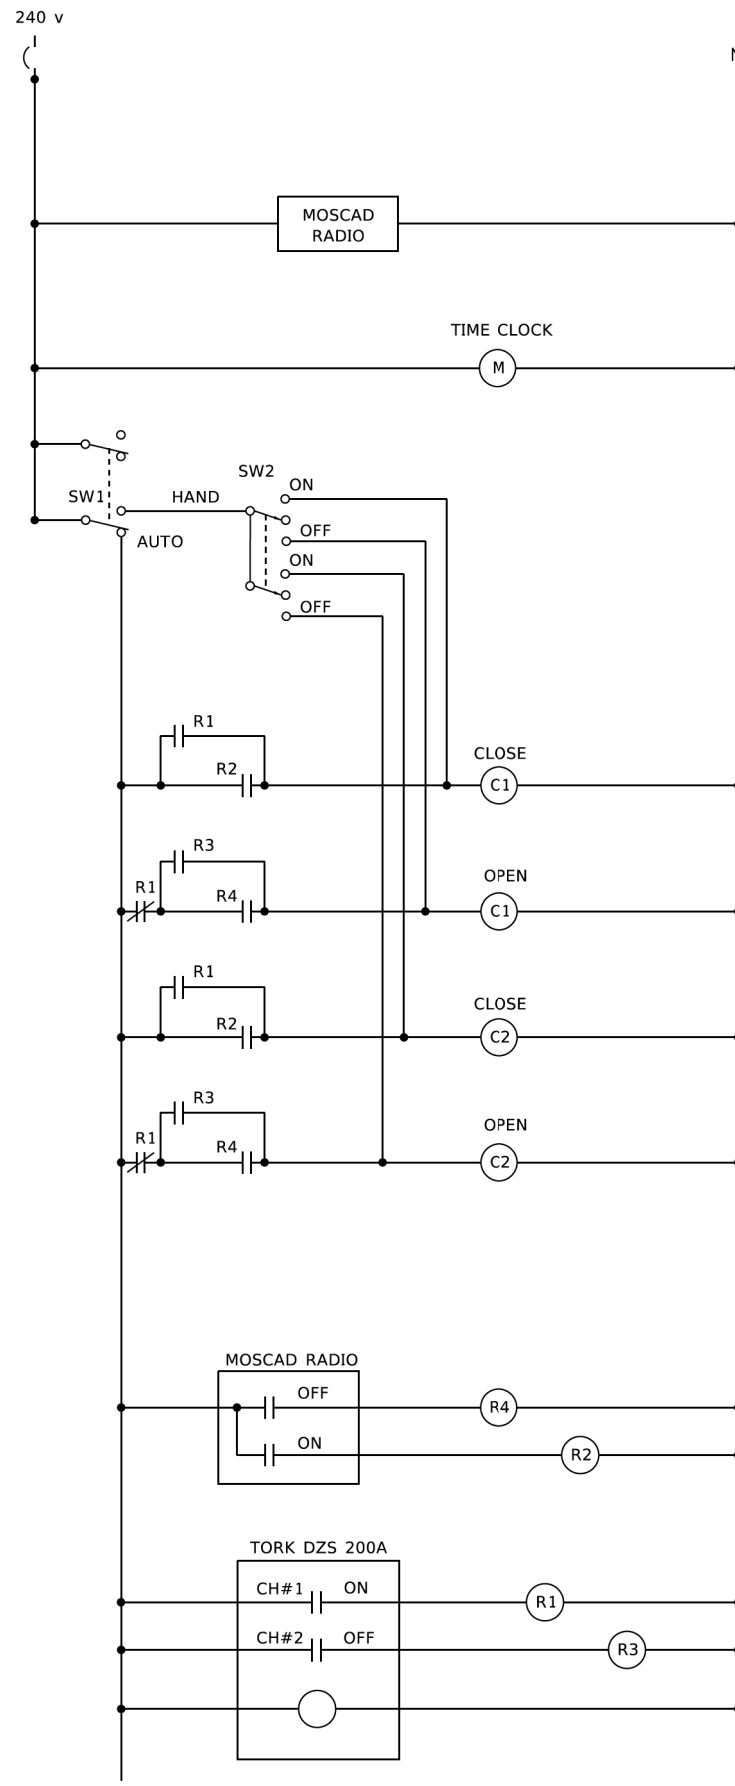 240 v
N
MOSCAD
RADIO
TIME CLOCK
M
SW2
ON
SW1
HAND
OFF
AUTO
ON
OFF
R1
CLOSE
R2
C1
R3
OPEN
R1
R4
C1
R1
CLOSE
R2
C2
R3
OPEN
R1
R4
C2
MOSCAD RADIO
OFF
R4
ON
R2
TORK DZS 200A
CH#1
ON
R1
CH#2
OFF
R3